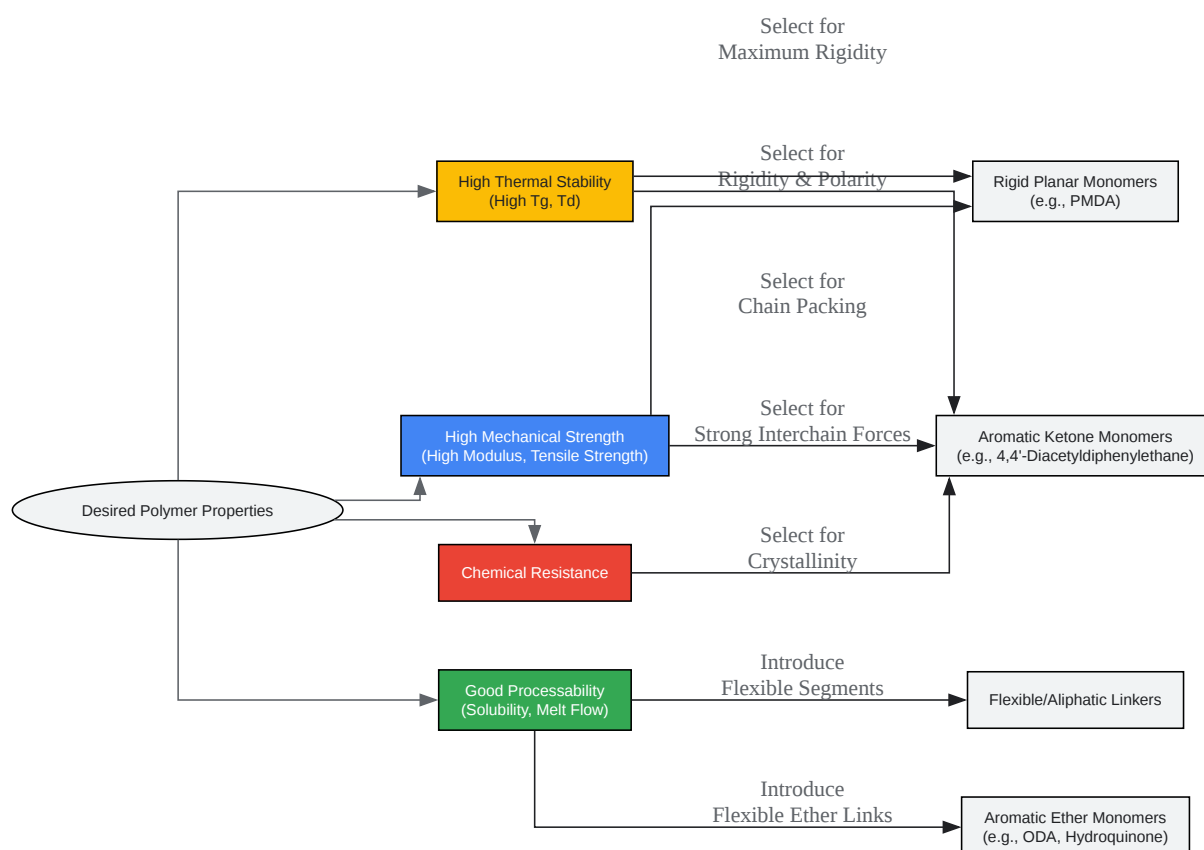 Select for
Maximum Rigidity
High Thermal Stability
(High Tg, Td)
Select for
Rigidity & Polarity
Rigid Planar Monomers
(e.g., PMDA)
Select for
Chain Packing
High Mechanical Strength
(High Modulus, Tensile Strength)
Select for
Strong Interchain Forces
Aromatic Ketone Monomers
(e.g., 4,4'-Diacetyldiphenylethane)
Desired Polymer Properties
Chemical Resistance
Select for
Crystallinity
Good Processability
(Solubility, Melt Flow)
Introduce
Flexible Segments
Flexible/Aliphatic Linkers
Introduce
Flexible Ether Links
Aromatic Ether Monomers
(e.g., ODA, Hydroquinone)